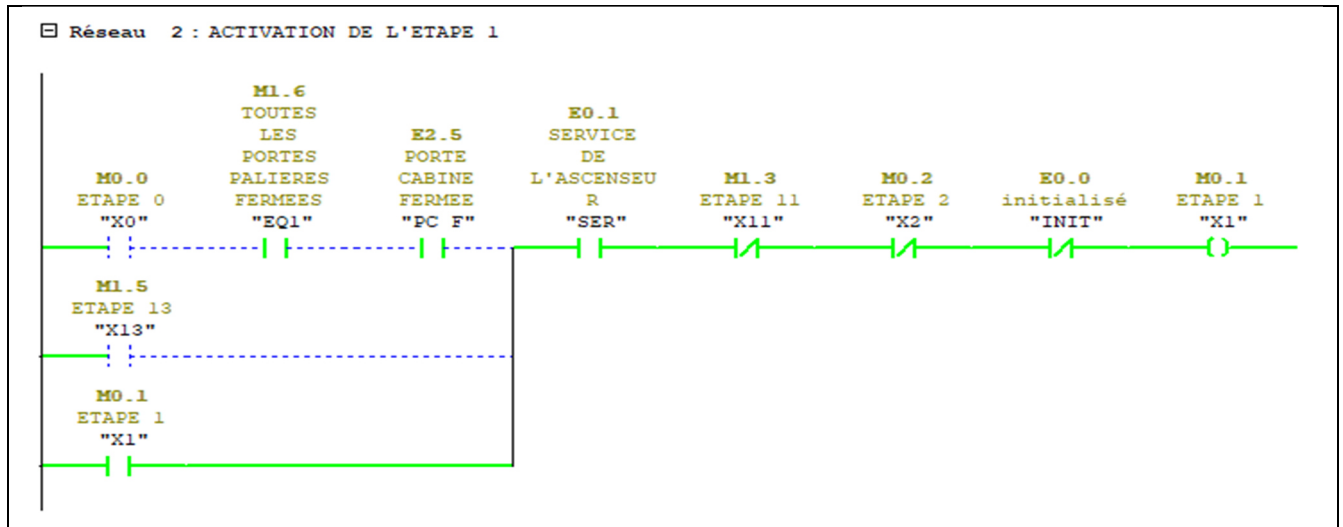 Réseau 2 : ACTIVATION DE L'ETAPE 1
M0.0
ETAPE 0
"X0"
M1.6
TOUTES
LES
PORTES
PALIERES
FERMEES
"EQ1"
E2.5
PORTE
CABINE
FERMEE
"PC F"
E0.1
SERVICE
DE
L'ASCENSEU
R
"SER"
M1.3
ETAPE 11
"X11"
M0.2
ETAPE 2
"X2"
E0.0
initialisé
"INIT"
M0.1
ETAPE 1
"X1"
M1.5
ETAPE 13
"X13"
M0.1
ETAPE 1
"X1"